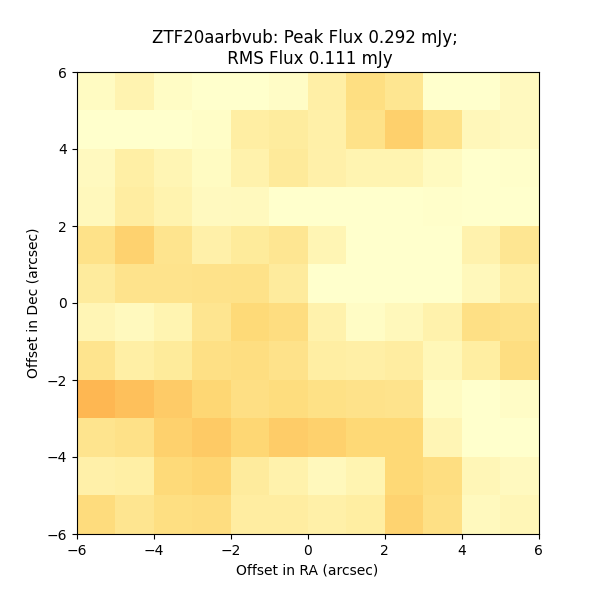 ZTF20aarbvub: Peak Flux 0.292 mJy;
RMS Flux 0.111 mJy
6
4
2
0
−2
−4
−6
Offset in Dec (arcsec)
−6 −4 −2 0 2 4 6
Offset in RA (arcsec)